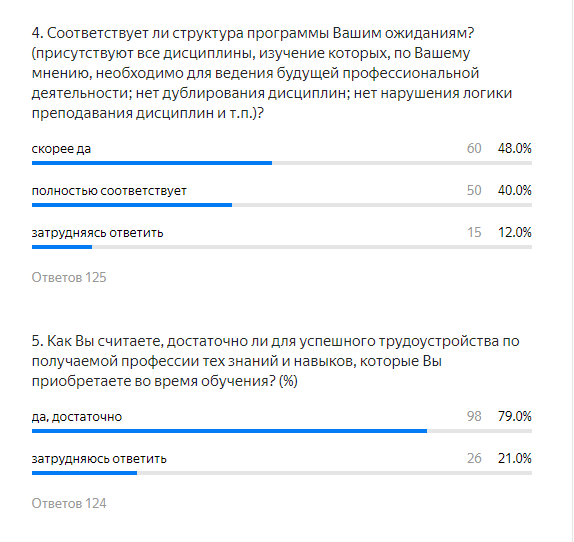 4. Соответствует ли структура программы Вашим ожиданиям?
(присутствуют все дисциплины, изучение которых, по Вашему
мнению, необходимо для ведения будущей профессиональной
деятельности; нет дублирования дисциплин; нет нарушения логики
преподавания дисциплин и т.п.)?
скорее да 60 48.0%
полностью соответствует 50 40.0%
затрудняясь ответить 15 12.0%
Ответов 125
5. Как Вы считаете, достаточно ли для успешного трудоустройства по
получаемой профессии тех знаний и навыков, которые Вы
приобретаете во время обучения? (%)
да, достаточно 98 79.0%
затрудняюсь ответить 26 21.0%
Ответов 124